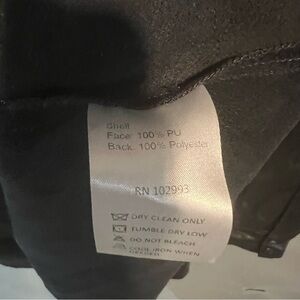 Shell
Face: 100% PU
Back: 100% Polyester
RN 102993
DRY CLEAN ONLY
TUMBLE DRY LOW
DO NOT BLEACH
COOL IRON WHEN
NEEDED